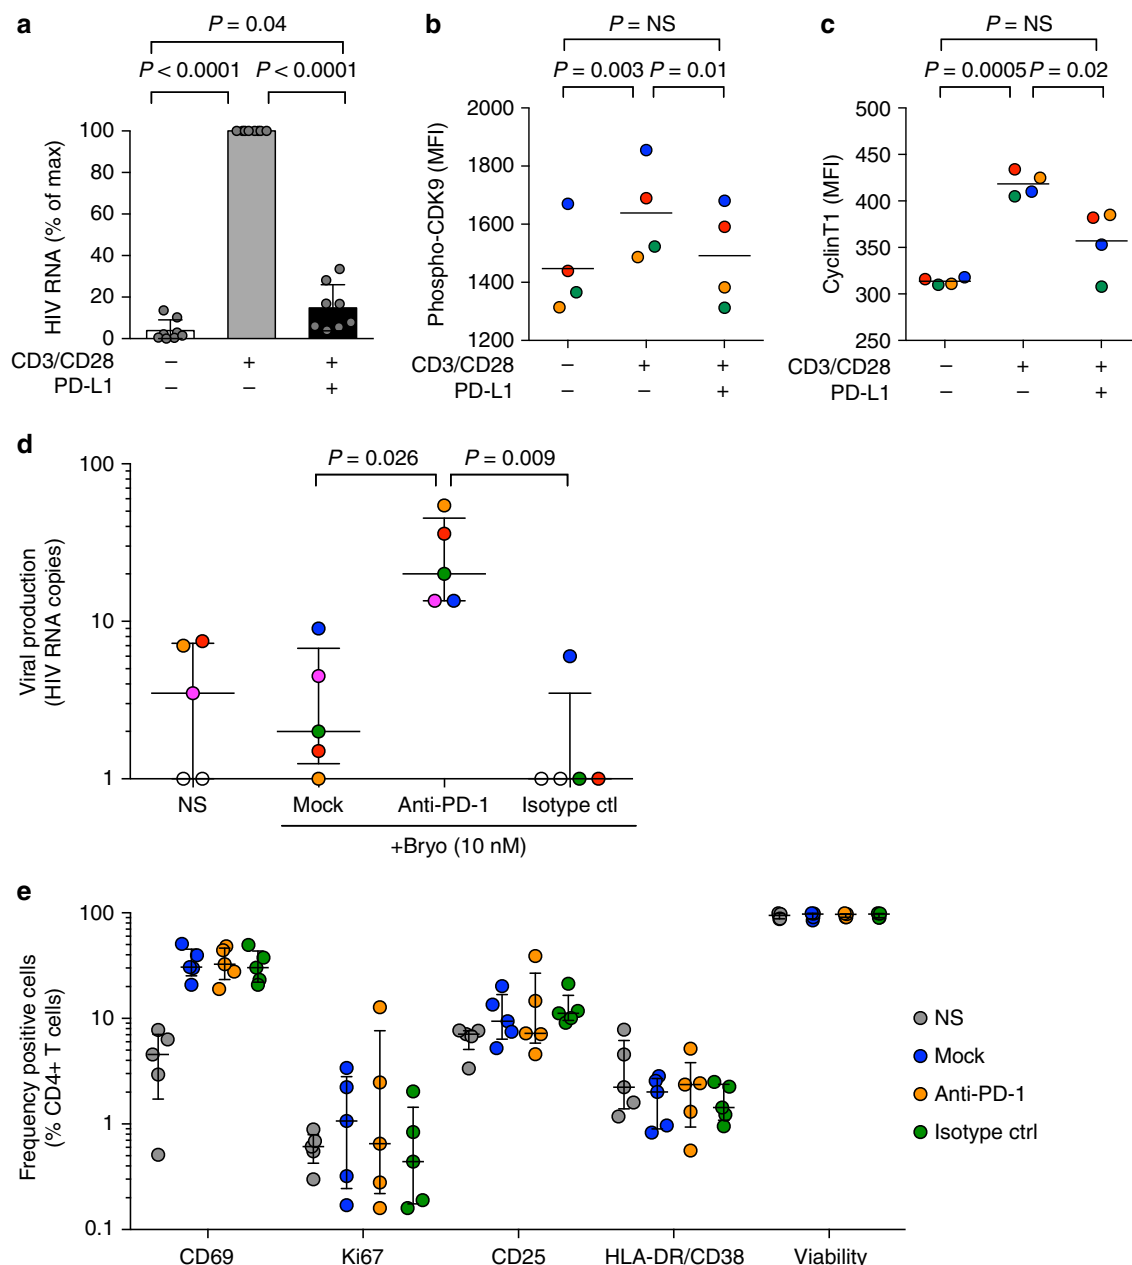 a
P = 0.04
P < 0.0001 P < 0.0001
HIV RNA (% of max)
100
80
60
40
20
0
CD3/CD28 – + +
PD-L1 – – +
b
P = NS
P = 0.003 P = 0.01
Phospho-CDK9 (MFI)
2000
1800
1600
1400
1200
CD3/CD28 – + +
PD-L1 – – +
c
P = NS
P = 0.0005 P = 0.02
CyclinT1 (MFI)
500
450
400
350
300
250
CD3/CD28 – + +
PD-L1 – – +
d
P = 0.026 P = 0.009
Viral production
(HIV RNA copies)
100
10
1
NS Mock Anti-PD-1 Isotype ctl
+Bryo (10 nM)
e
Frequency positive cells
(% CD4+ T cells)
100
10
1
0.1
CD69 Ki67 CD25 HLA-DR/CD38 Viability
NS
Mock
Anti-PD-1
Isotype ctrl